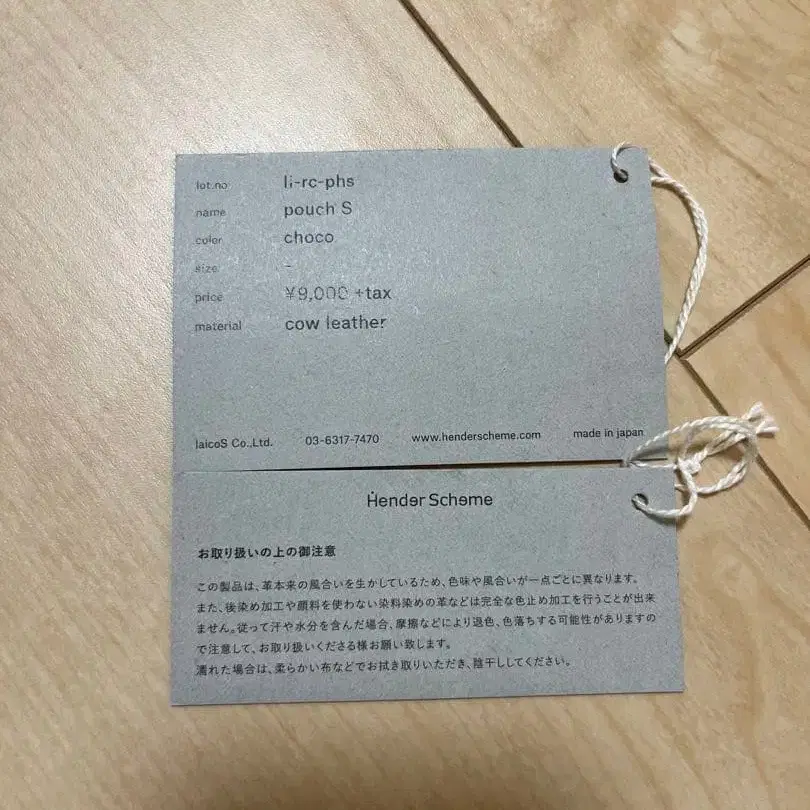 lot.no li-rc-phs
name pouch S
color choco
size -
price ¥9,000 +tax
material cow leather
laicoS Co.,Ltd. 03-6317-7470 www.henderscheme.com made in japan
Hender Scheme
お取り扱いの上の御注意
この製品は、革本来の風合いを生かしているため、色味や風合いが一点ごとに異なります。
また、後染め加工や顔料を使わない染料染めの革などは完全な色止め加工を行うことが出来
ません。従って汗や水分を含んだ場合、摩擦などにより退色、色落ちする可能性がありますの
で注意して、お取り扱いくださる様お願い致します。
濡れた場合は、柔らかい布などでお拭き取りいただき、陰干ししてください。